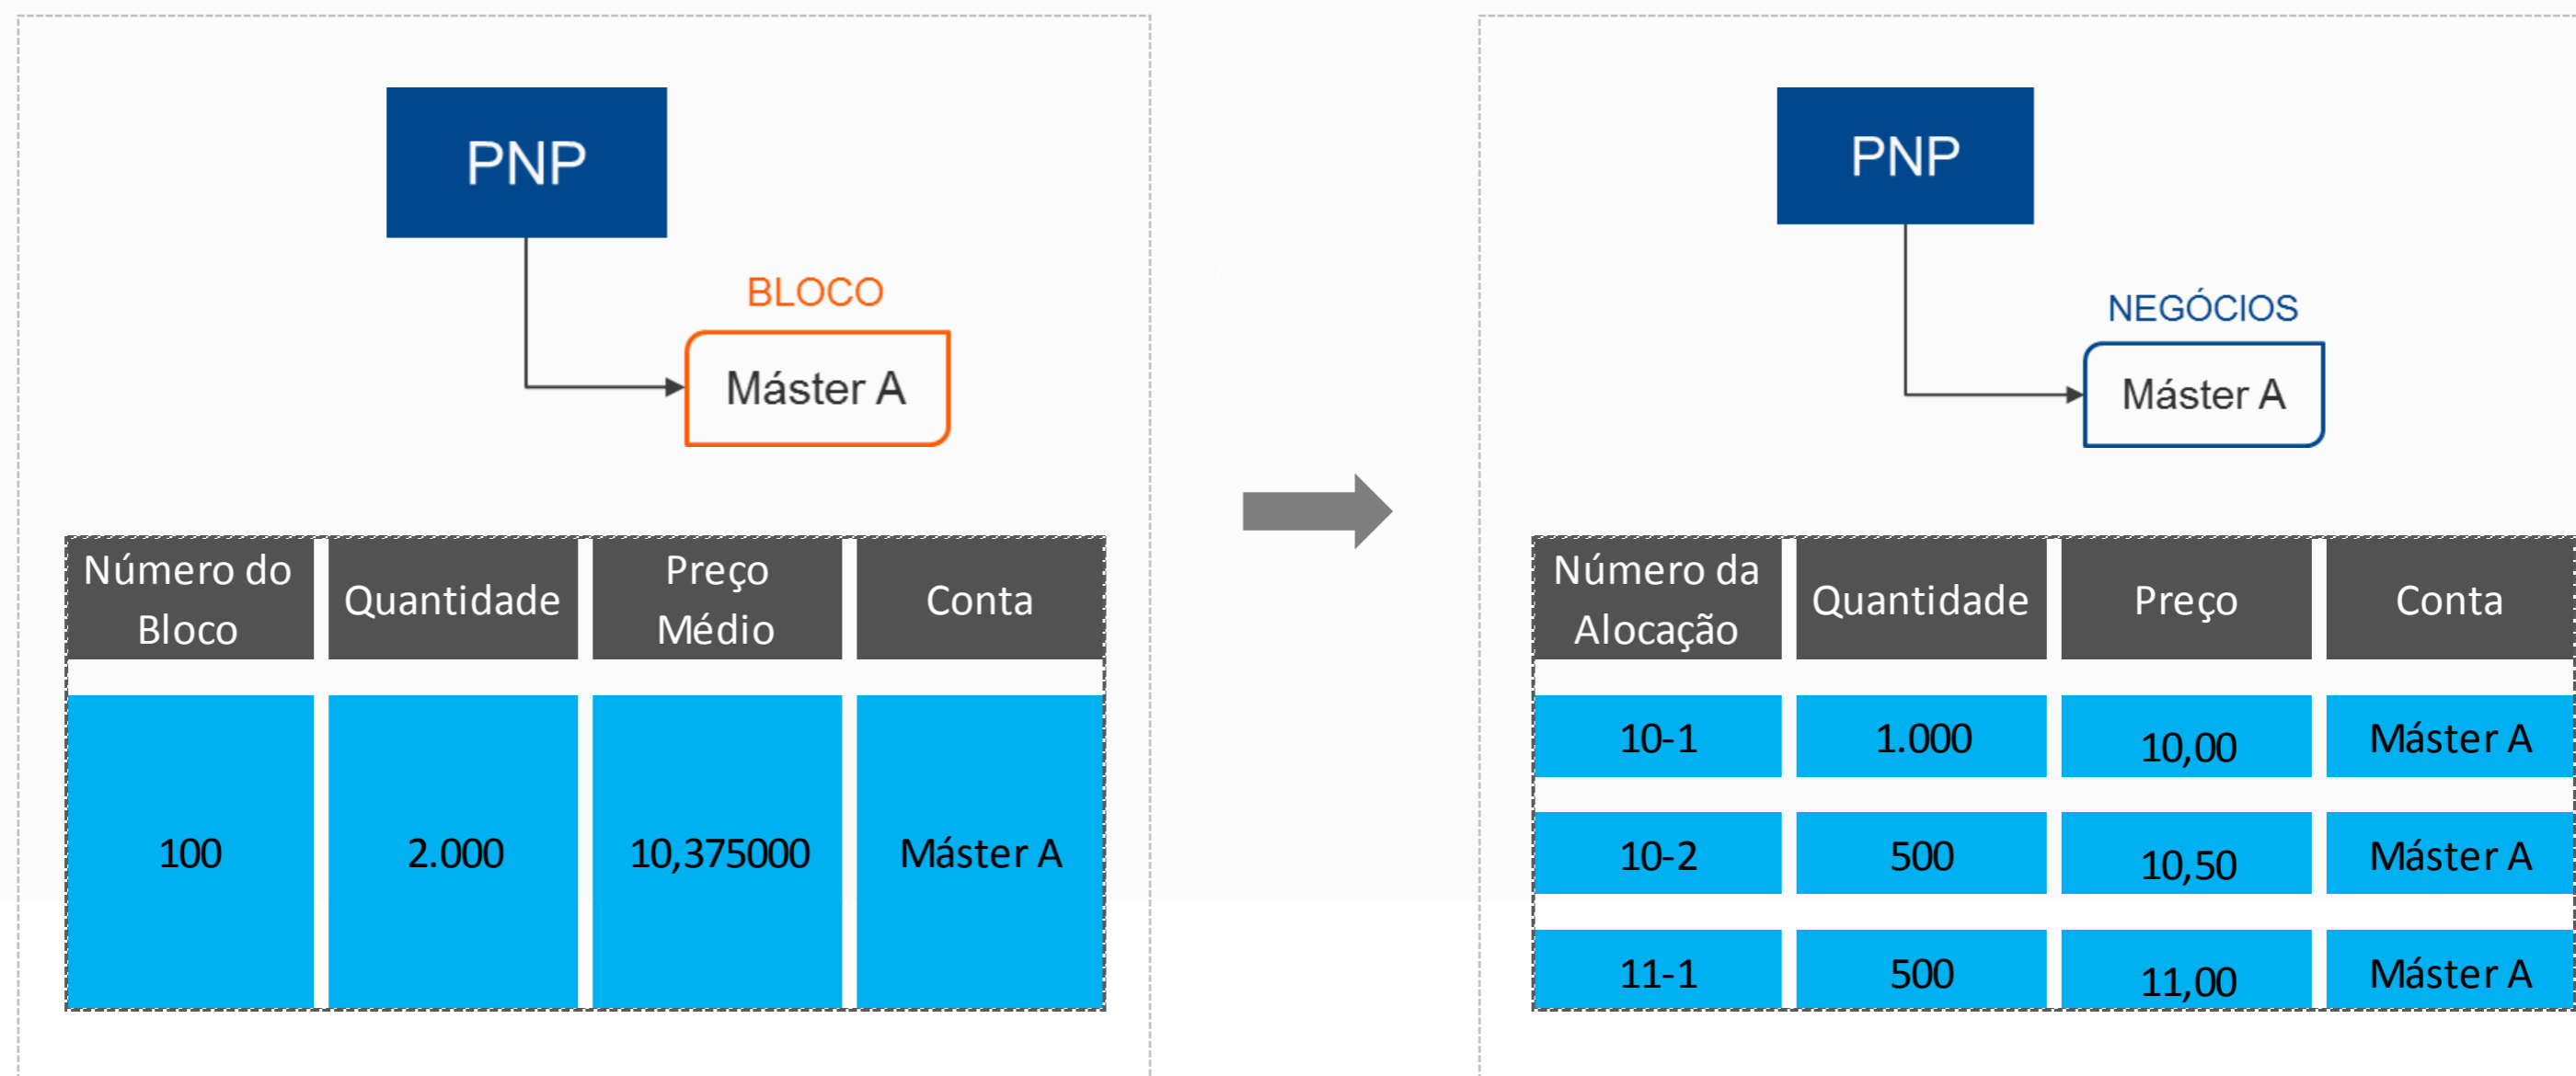 PNP
BLOCO
Máster A
Número do
Bloco
Quantidade
Preço
Médio
Conta
100
2.000
10,375000
Máster A
PNP
NEGÓCIOS
Máster A
Número da
Alocação
Quantidade
Preço
Conta
10-1
1.000
10,00
Máster A
10-2
500
10,50
Máster A
11-1
500
11,00
Máster A